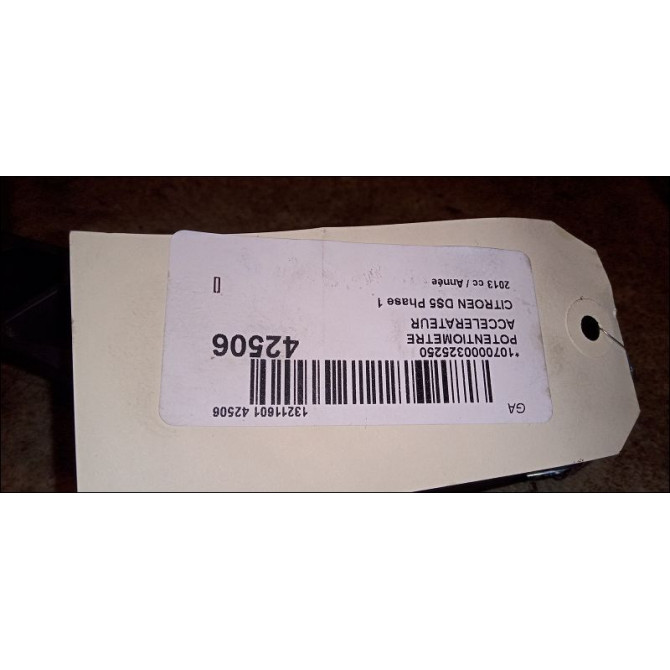 GA
13211601 42506
*1070000325250
POTENTIOMETRE
ACCELERATEUR
42506
CITROEN DS5 Phase 1
2013 cc / Année
[]